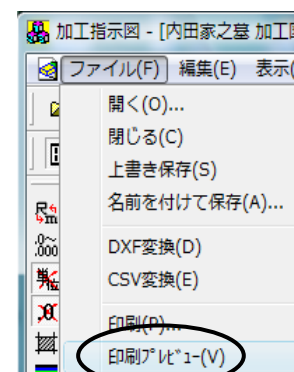 加工指示図 - [内田家之墓 加工図
ファイル(F) 編集(E) 表示(
開く(O)...
閉じる(C)
上書き保存(S)
名前を付けて保存(A)...
DXF変換(D)
CSV変換(E)
印刷(P)...
印刷ﾌﾟﾚﾋﾞｭｰ(V)